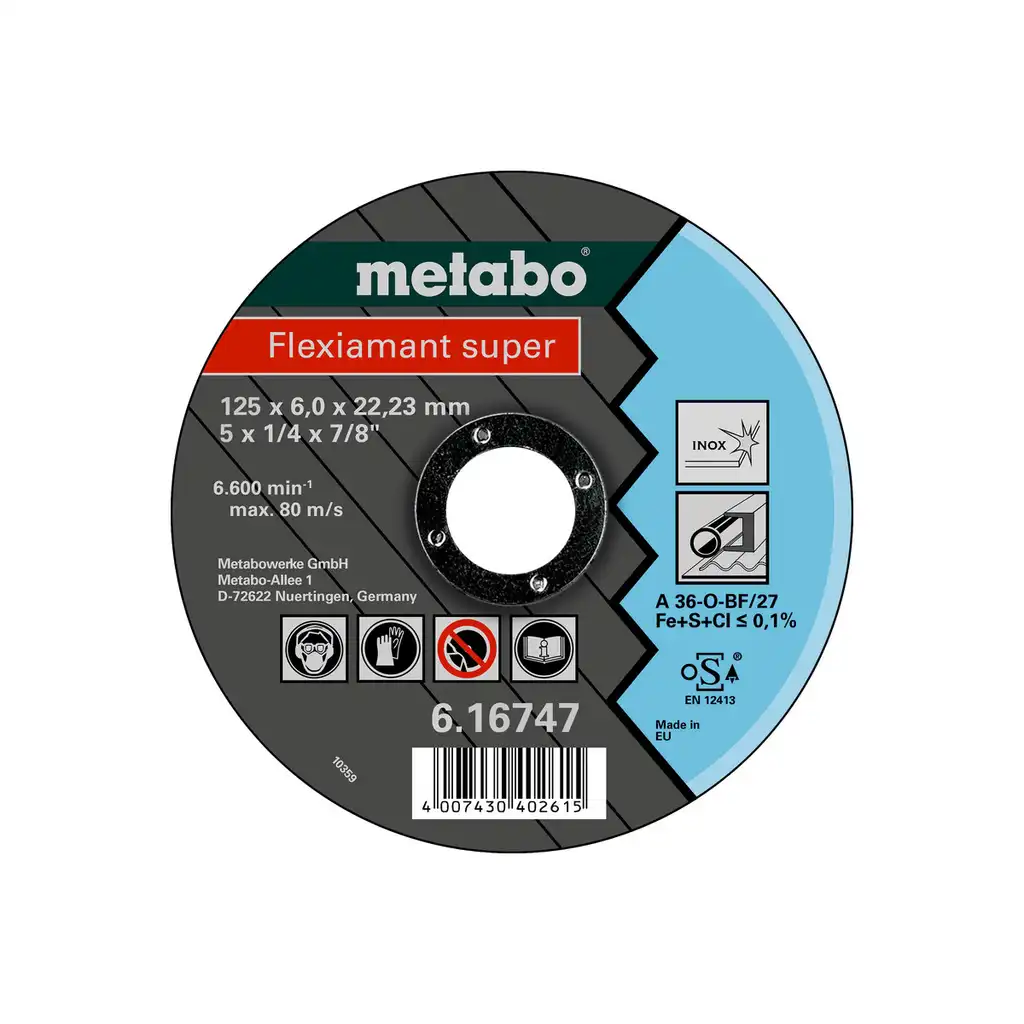 metabo®
Flexiamant super
125 x 6,0 x 22,23 mm
5 x 1/4 x 7/8"
6.600 min⁻¹
max. 80 m/s
Metabowerke GmbH
Metabo-Allee 1
D-72622 Nuertingen, Germany
INOX
A 36-O-BF/27
Fe+S+Cl ≤ 0,1%
oS®
EN 12413
Made in
EU
6.16747
10359
4 007430 402615